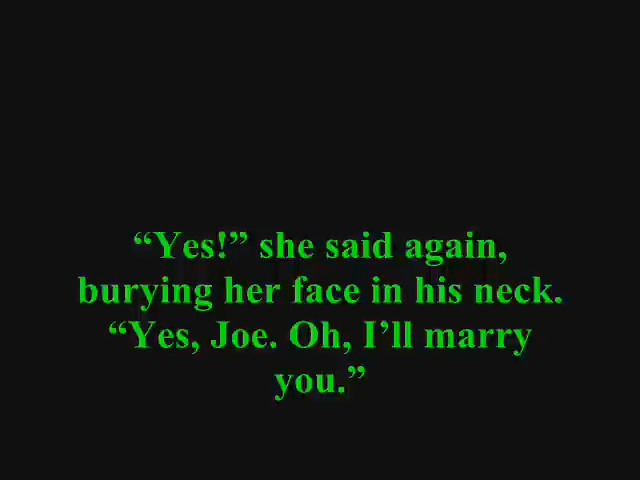 “Yes!” she said again,
burying her face in his neck.
“Yes, Joe. Oh, I’ll marry
you.”